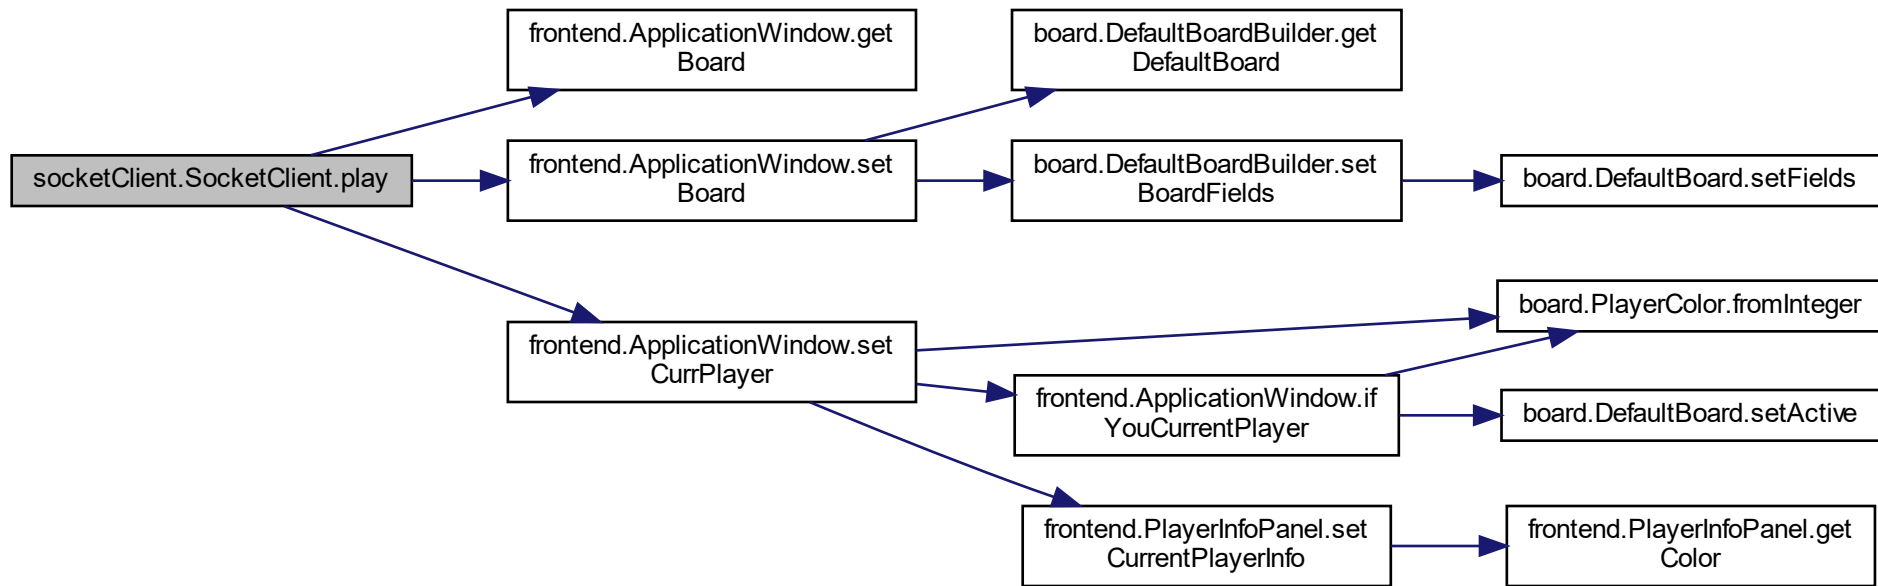 frontend.ApplicationWindow.get
Board
board.DefaultBoardBuilder.get
DefaultBoard
socketClient.SocketClient.play
frontend.ApplicationWindow.set
Board
board.DefaultBoardBuilder.set
BoardFields
board.DefaultBoard.setFields
board.PlayerColor.fromInteger
frontend.ApplicationWindow.set
CurrPlayer
frontend.ApplicationWindow.if
YouCurrentPlayer
board.DefaultBoard.setActive
frontend.PlayerInfoPanel.set
CurrentPlayerInfo
frontend.PlayerInfoPanel.get
Color